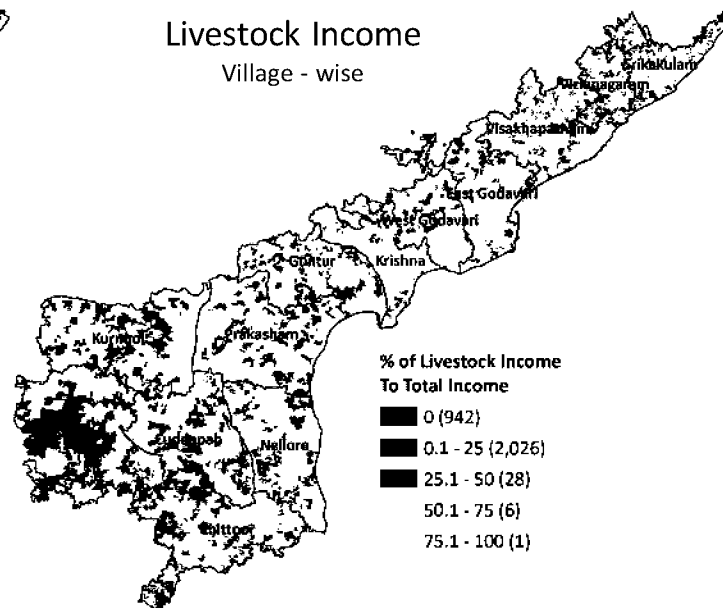 Livestock Income
Village - wise
Srikakulam
Vizianagaram
Visakhapatnam
East Godavari
West Godavari
Krishna
Guntur
Prakasham
Kurnool
Cuddapah
Nellore
Chittoor
% of Livestock Income
To Total Income
0 (942)
0.1 - 25 (2,026)
25.1 - 50 (28)
50.1 - 75 (6)
75.1 - 100 (1)